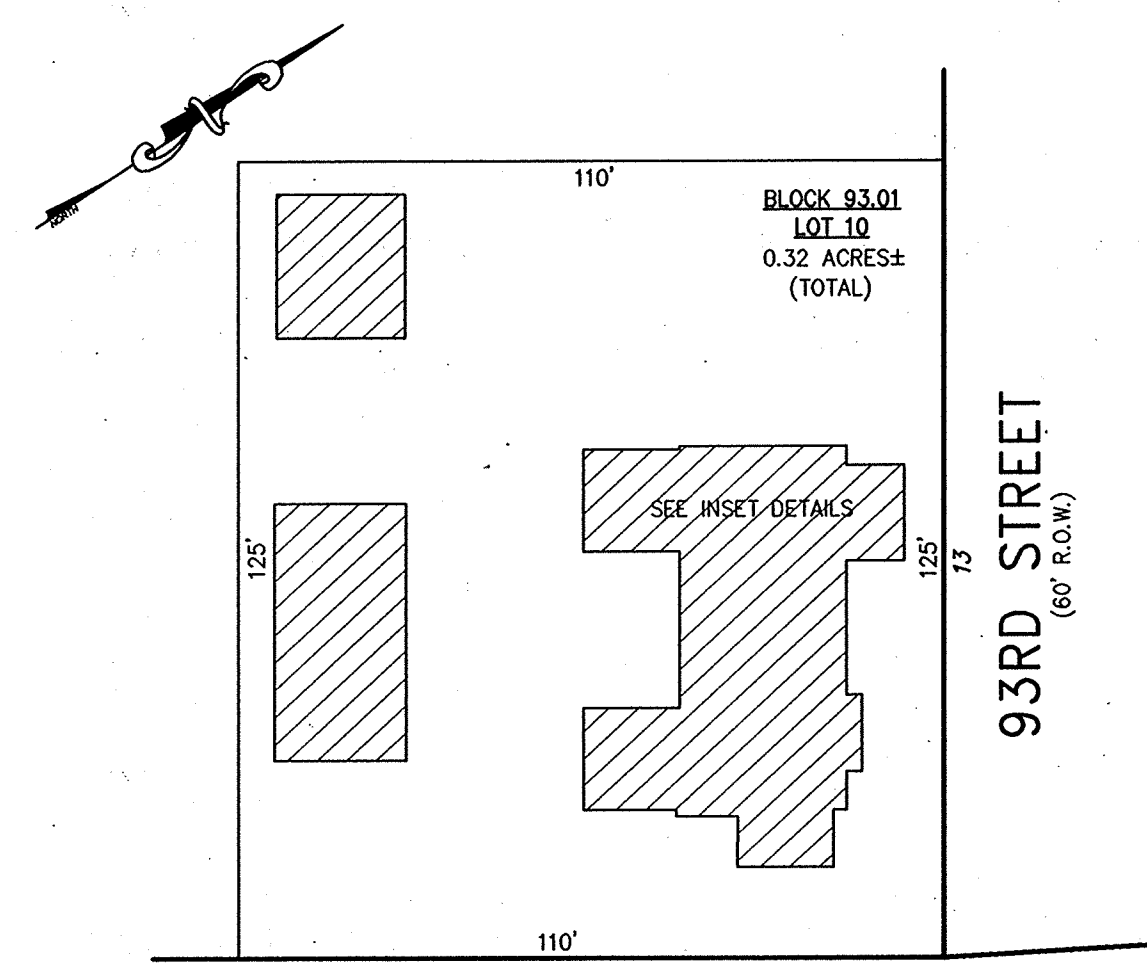 NORTH
110'
BLOCK 93.01
LOT 10
0.32 ACRES±
(TOTAL)
SEE INSET DETAILS
125'
125'
13
93RD STREET
(60' R.O.W.)
110'